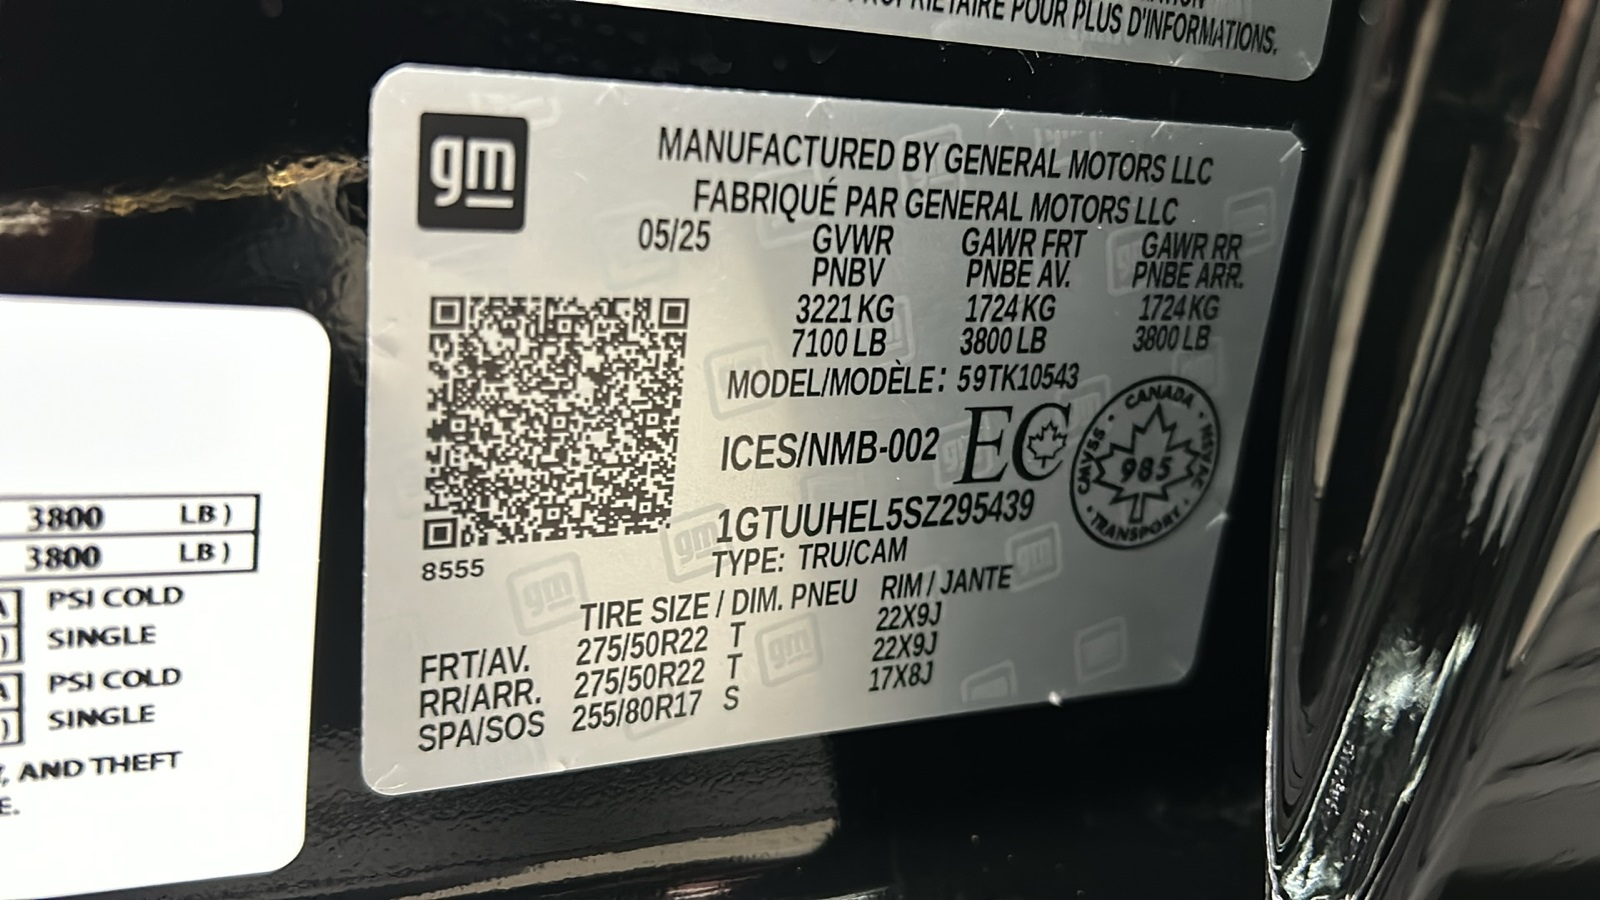 PROPRIÉTAIRE POUR PLUS D'INFORMATIONS.
gm
MANUFACTURED BY GENERAL MOTORS LLC
FABRIQUÉ PAR GENERAL MOTORS LLC
05/25 GVWR GAWR FRT GAWR RR
PNBV PNBE AV. PNBE ARR.
3221 KG 1724 KG 1724 KG
7100 LB 3800 LB 3800 LB
MODEL/MODÈLE: 59TK10543
ICES/NMB-002 EC
CANADA
CMVSS 985 NSVAC
TRANSPORT
1GTUUHEL5SZ295439
8555
TYPE: TRU/CAM
TIRE SIZE / DIM. PNEU RIM / JANTE
FRT/AV. 275/50R22 T 22X9J
RR/ARR. 275/50R22 T 22X9J
SPA/SOS 255/80R17 S 17X8J
3800 LB )
3800 LB )
PSI COLD
SINGLE
PSI COLD
SINGLE
, AND THEFT
E.